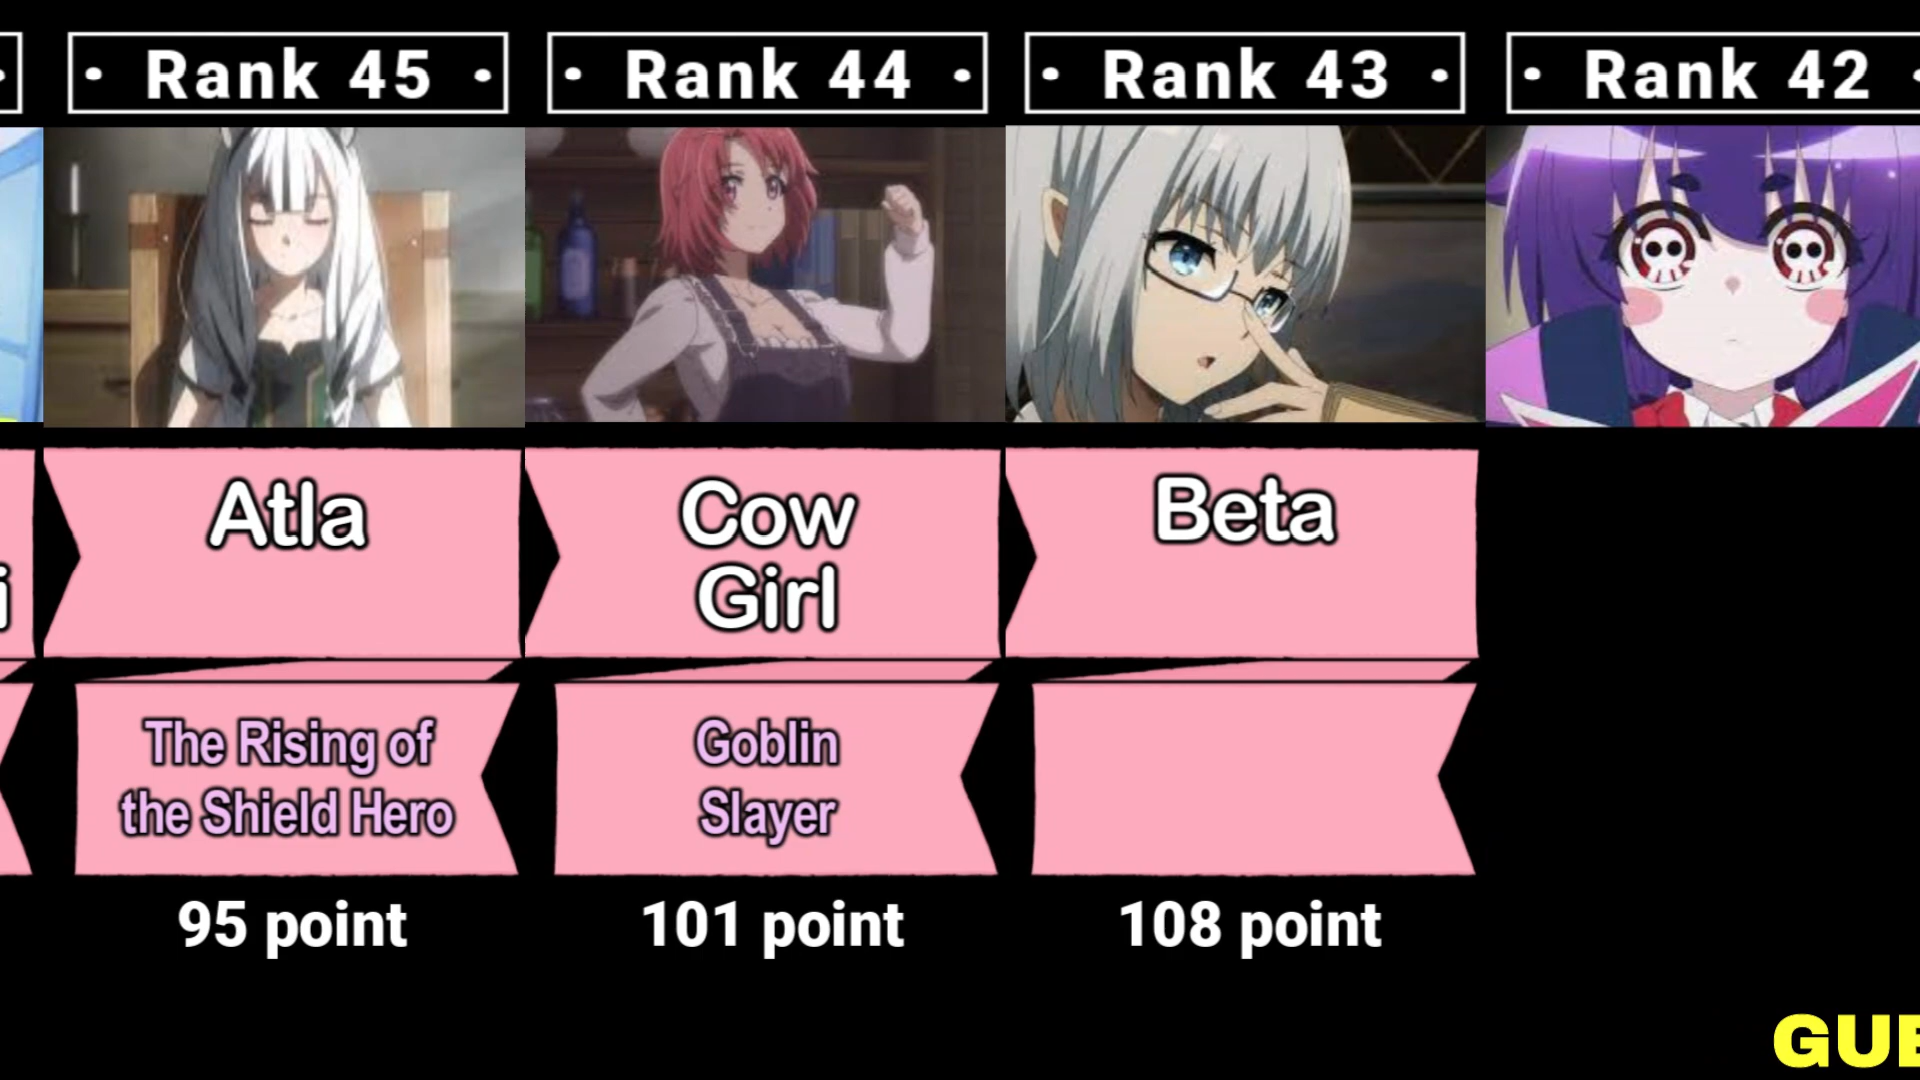 Rank 45
Rank 44
Rank 43
Rank 42
Atla
Cow
Girl
Beta
i
The Rising of
the Shield Hero
Goblin
Slayer
95 point
101 point
108 point